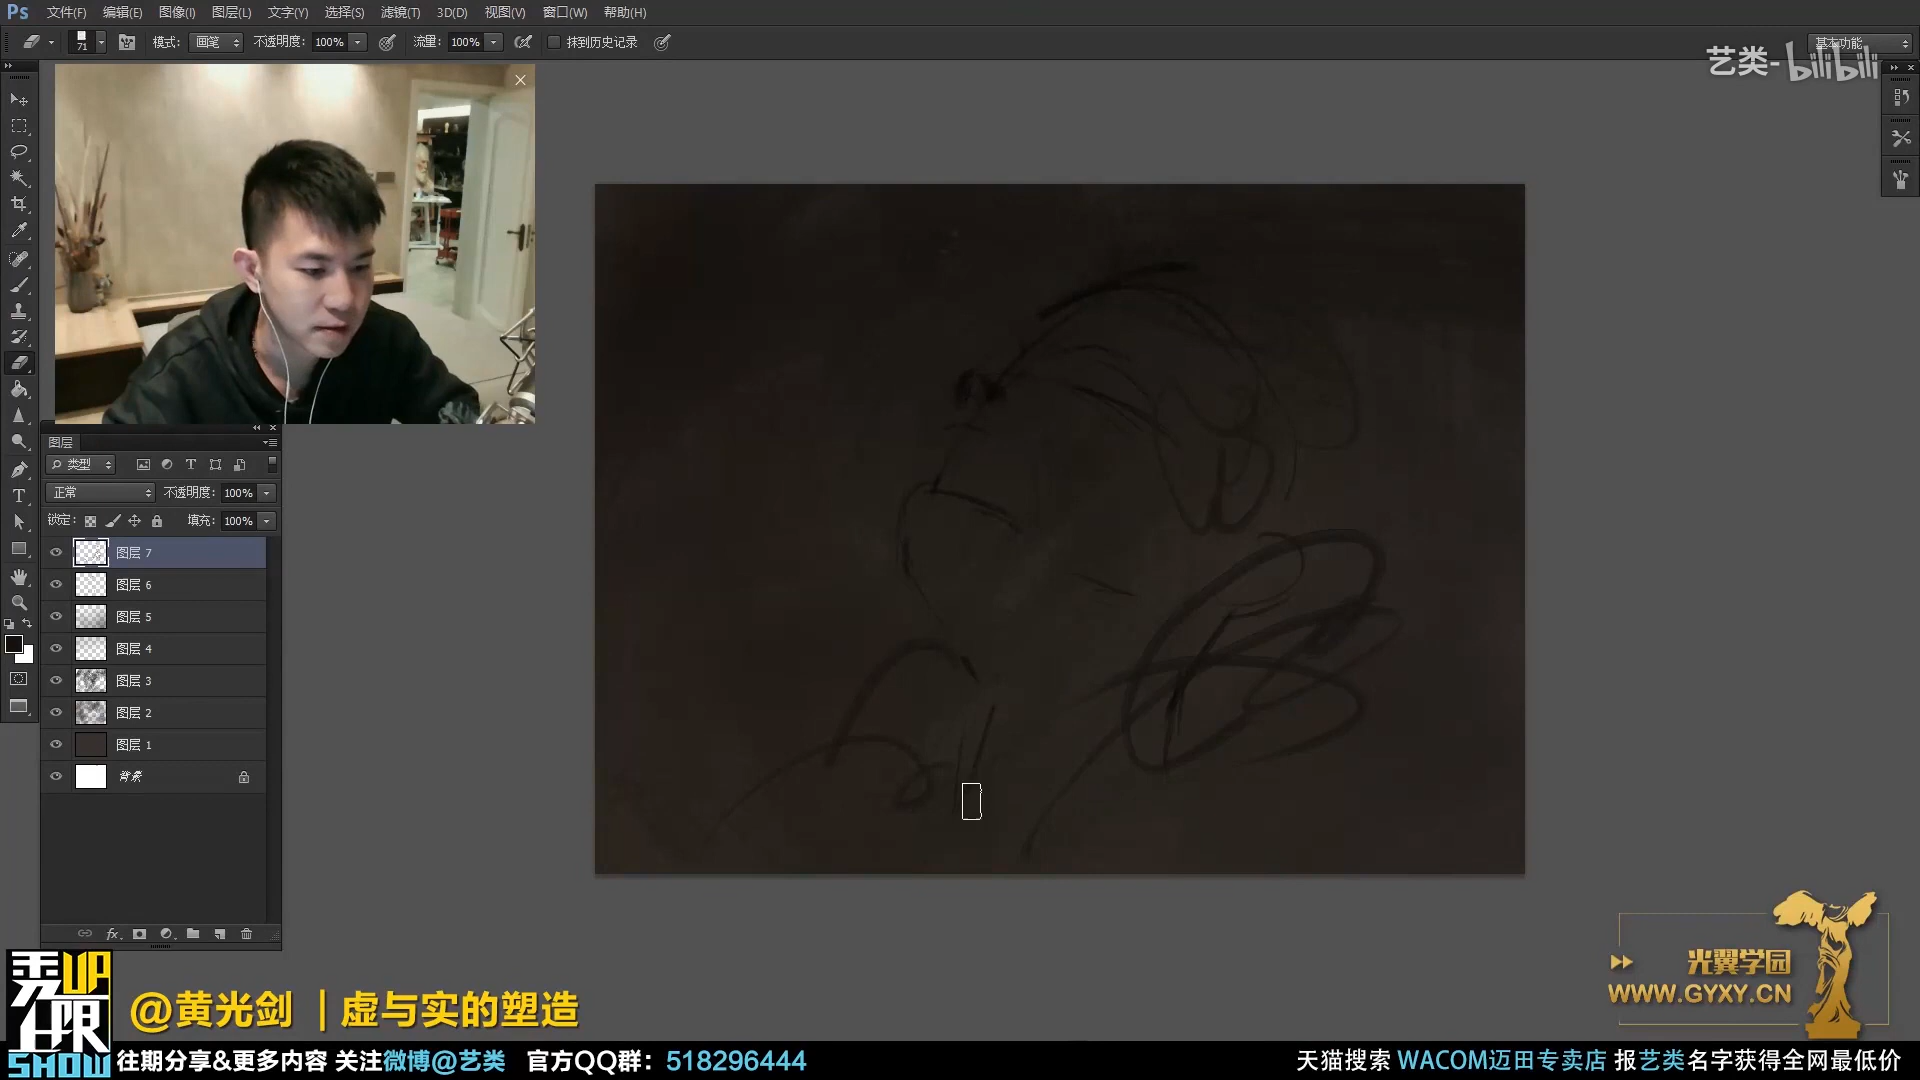 Ps 文件(F) 编辑(E) 图像(I) 图层(L) 文字(Y) 选择(S) 滤镜(T) 3D(D) 视图(V) 窗口(W) 帮助(H)
71 模式: 画笔 不透明度: 100% 流量: 100% 抹到历史记录 基本功能
艺类-bilibili
图层
类型
正常 不透明度: 100%
锁定: 填充: 100%
图层 7
图层 6
图层 5
图层 4
图层 3
图层 2
图层 1
背景
fx
光翼学园
WWW.GYXY.CN
秀UP
HR
SHOW
@黄光剑 | 虚与实的塑造
往期分享&更多内容 关注微博@艺类 官方QQ群: 518296444
天猫搜索 WACOM迈田专卖店 报艺类名字获得全网最低价